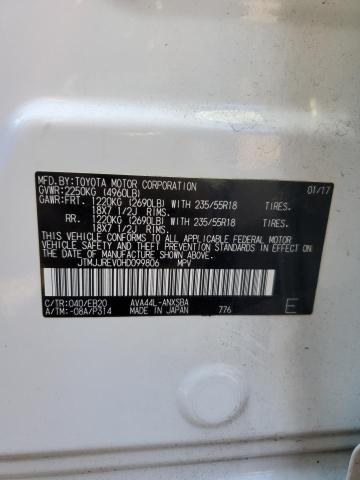 MFD.BY:TOYOTA MOTOR CORPORATION 01/17
GVWR:2250KG (4960LB)
GAWR:FRT. 1220KG (2690LB) WITH 235/55R18 TIRES.
18X7 1/2J RIMS.
RR. 1220KG (2690LB) WITH 235/55R18 TIRES.
18X7 1/2J RIMS.
THIS VEHICLE CONFORMS TO ALL APPLICABLE FEDERAL MOTOR
VEHICLE SAFETY AND BUMPER STANDARDS IN EFFECT ON
THE DATE OF MANUFACTURE SHOWN ABOVE.
JTMJJREV0HD099806 MPV
C/TR:040/EB20 AVA44L-ANXSBA
A/TM:-08A/P314 MADE IN JAPAN 776 E